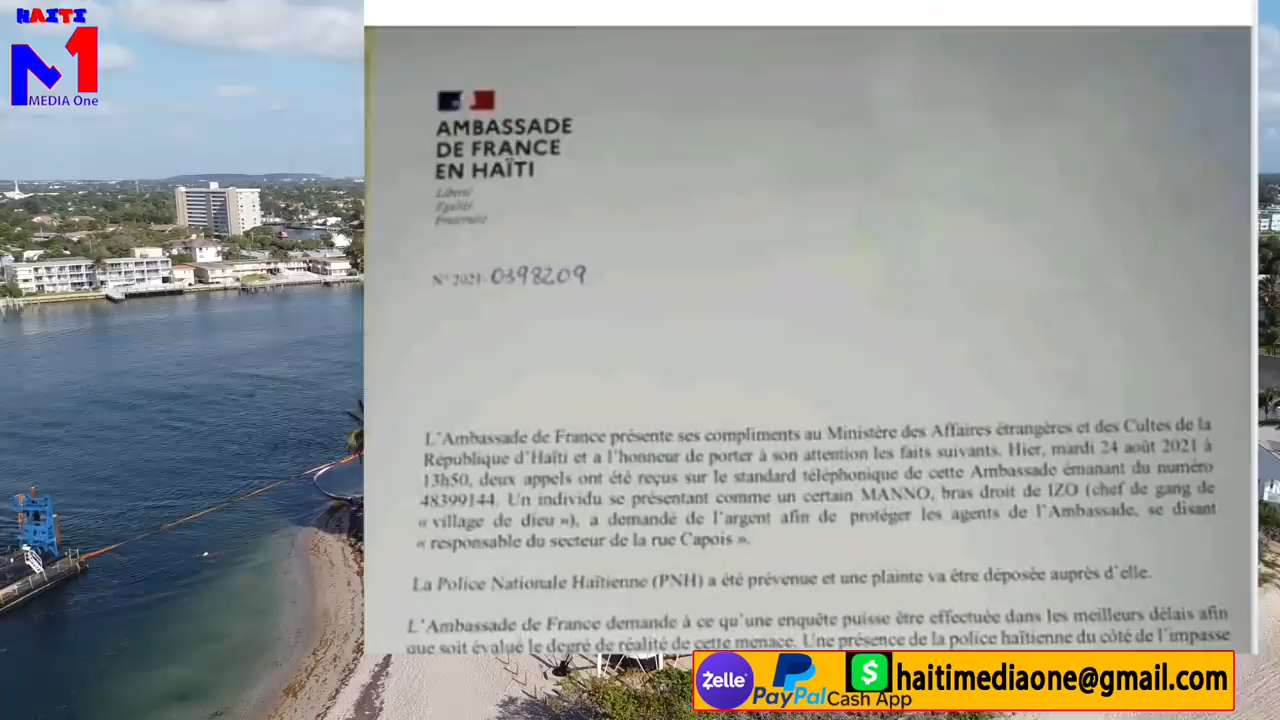 HAITI
M1
MEDIA One
AMBASSADE
DE FRANCE
EN HAÏTI
Liberté
Égalité
Fraternité
N° 2021-0398209
L'Ambassade de France présente ses compliments au Ministère des Affaires étrangères et des Cultes de la
République d'Haïti et a l'honneur de porter à son attention les faits suivants. Hier, mardi 24 août 2021 à
13h50, deux appels ont été reçus sur le standard téléphonique de cette Ambassade émanant du numéro
48399144. Un individu se présentant comme un certain MANNO, bras droit de IZO (chef de gang de
« village de dieu »), a demandé de l'argent afin de protéger les agents de l'Ambassade, se disant
« responsable du secteur de la rue Capois ».
La Police Nationale Haïtienne (PNH) a été prévenue et une plainte va être déposée auprès d'elle.
L'Ambassade de France demande à ce qu'une enquête puisse être effectuée dans les meilleurs délais afin
que soit évalué le degré de réalité de cette menace. Une présence de la police haïtienne du côté de l'impasse
Zelle
PayPal
$
Cash App
haitimediaone@gmail.com